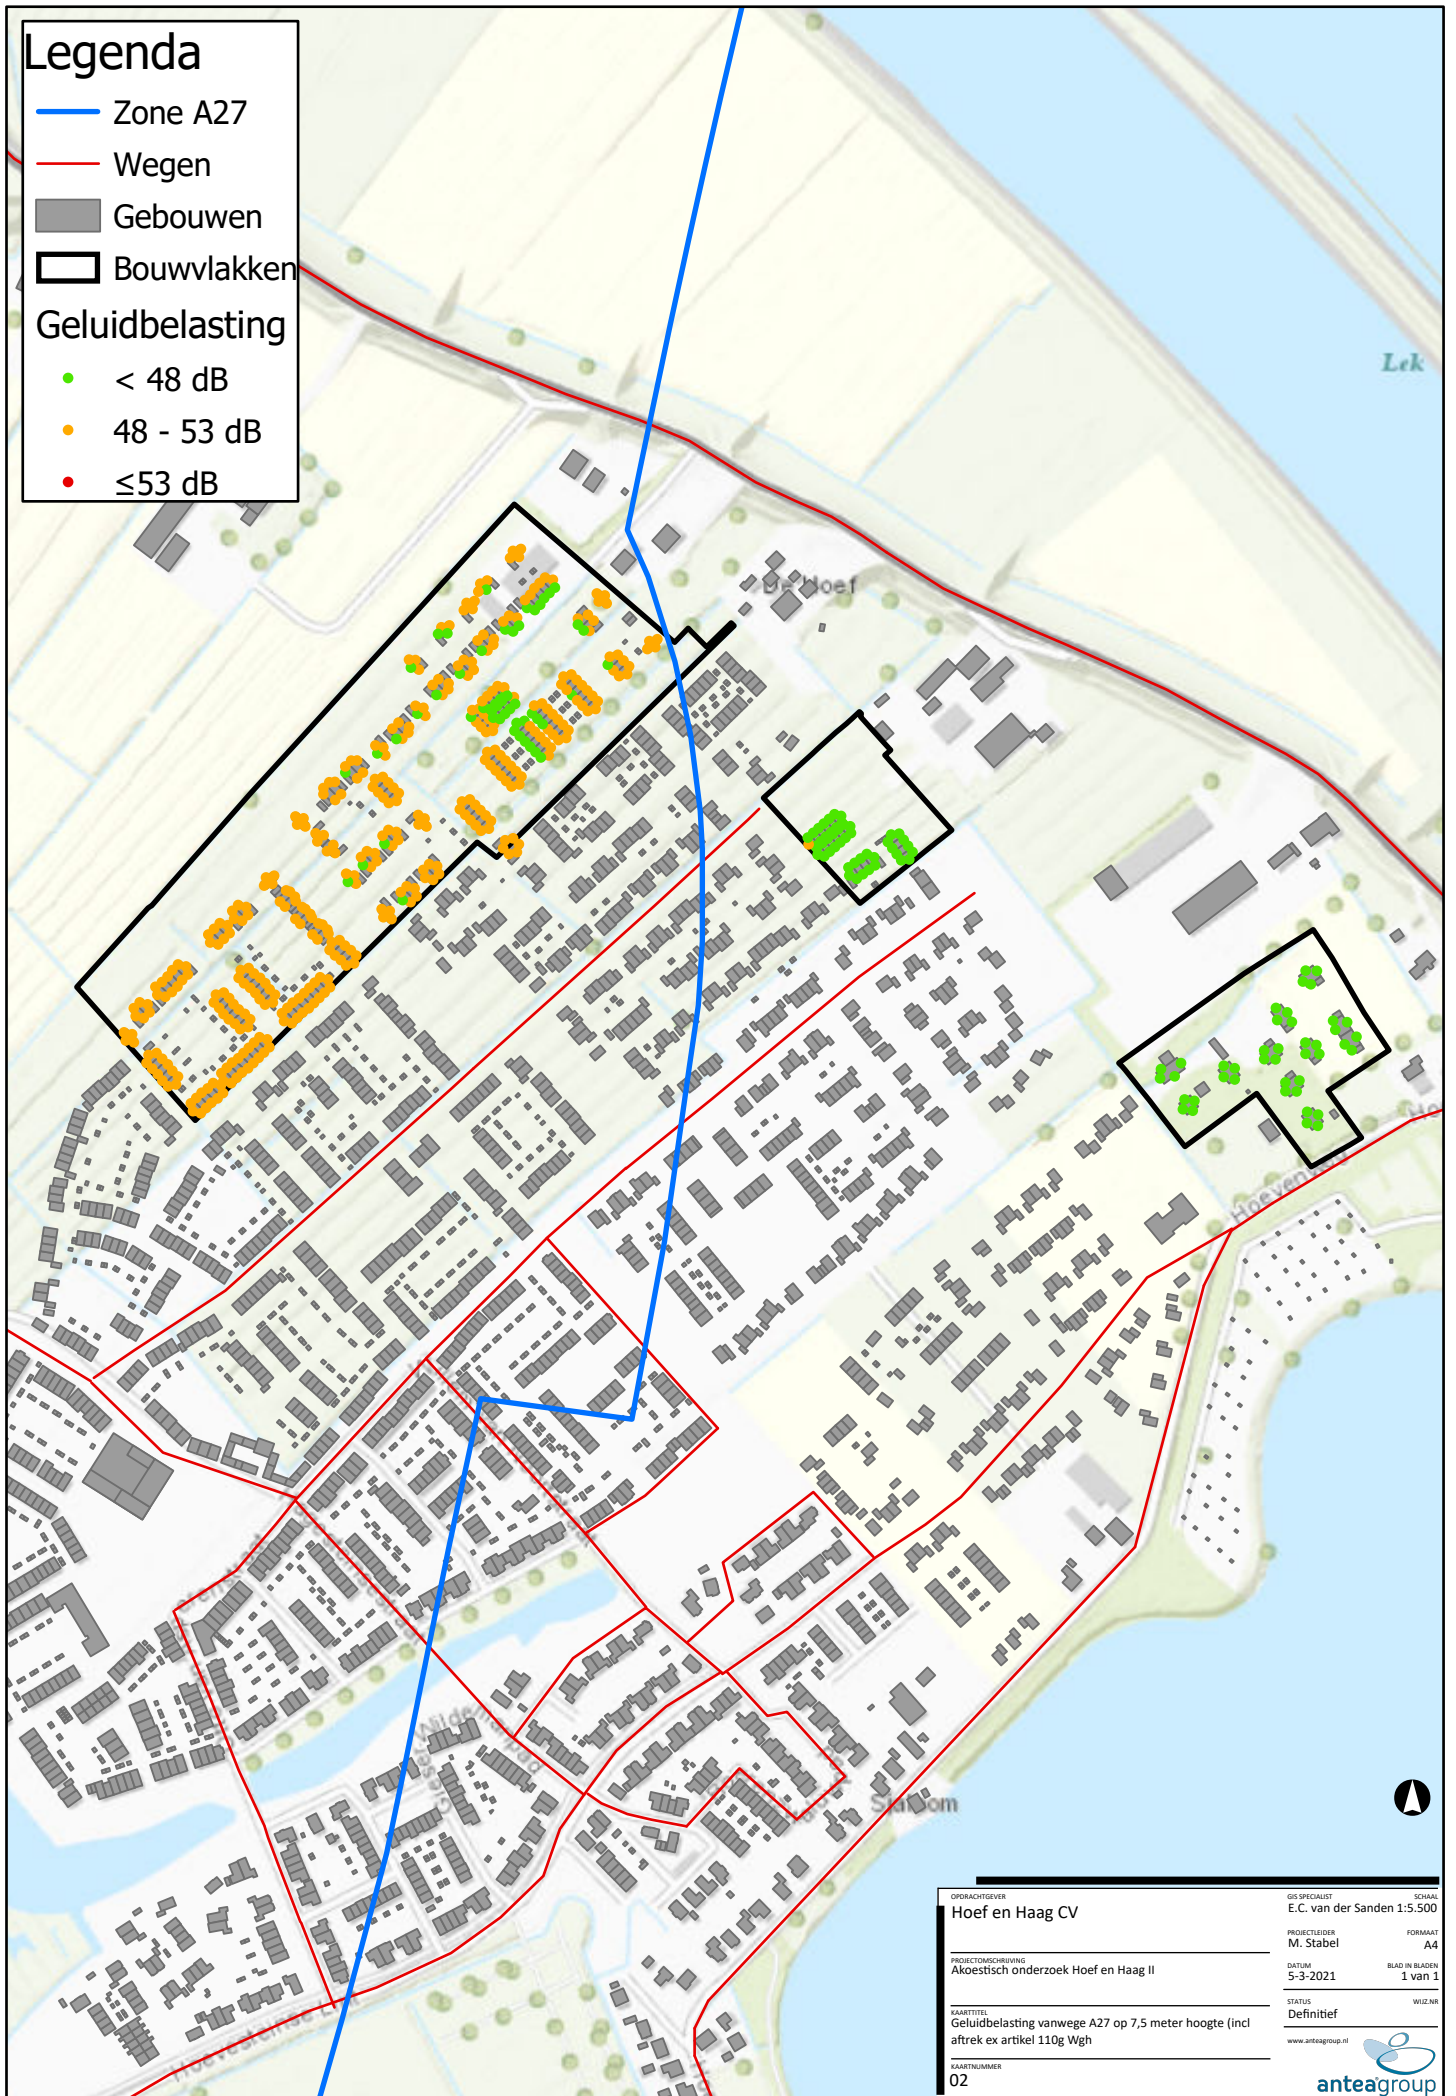 Legenda
Zone A27
Wegen
Gebouwen
Bouwvlakken
Geluidbelasting
< 48 dB
48 - 53 dB
≤53 dB
Lek
De Hoef
Hoevenweg
OPDRACHTGEVER
Hoef en Haag CV
PROJECTOMSCHRIJVING
Akoestisch onderzoek Hoef en Haag II
KAARTTITEL
Geluidbelasting vanwege A27 op 7,5 meter hoogte (incl
aftrek ex artikel 110g Wgh
KAARTNUMMER
02
GIS SPECIALIST
E.C. van der Sanden
SCHAAL
1:5.500
PROJECTLEIDER
M. Stabel
FORMAAT
A4
DATUM
5-3-2021
BLAD IN BLADEN
1 van 1
STATUS
Definitief
WIJZ.NR
www.anteagroup.nl
anteagroup